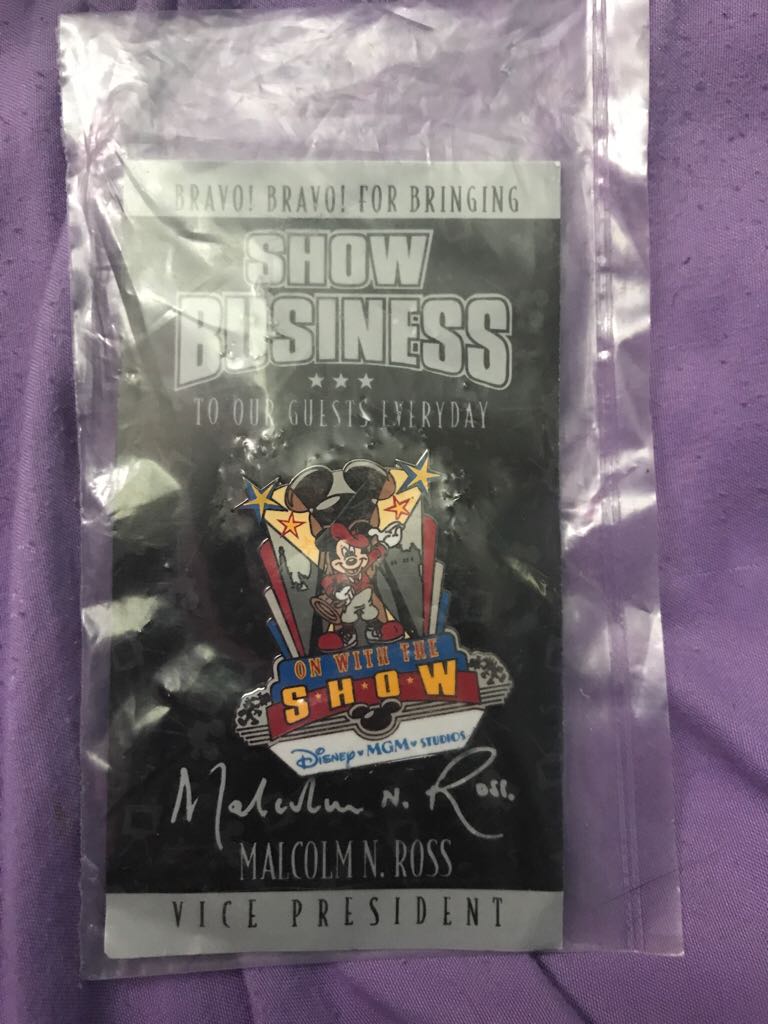 BRAVO! BRAVO! FOR BRINGING
SHOW
BUSINESS
TO OUR GUESTS EVERYDAY
ON WITH THE
SHOW
DISNEY • MGM • STUDIOS
Malcolm N. Ross.
MALCOLM N. ROSS
VICE PRESIDENT